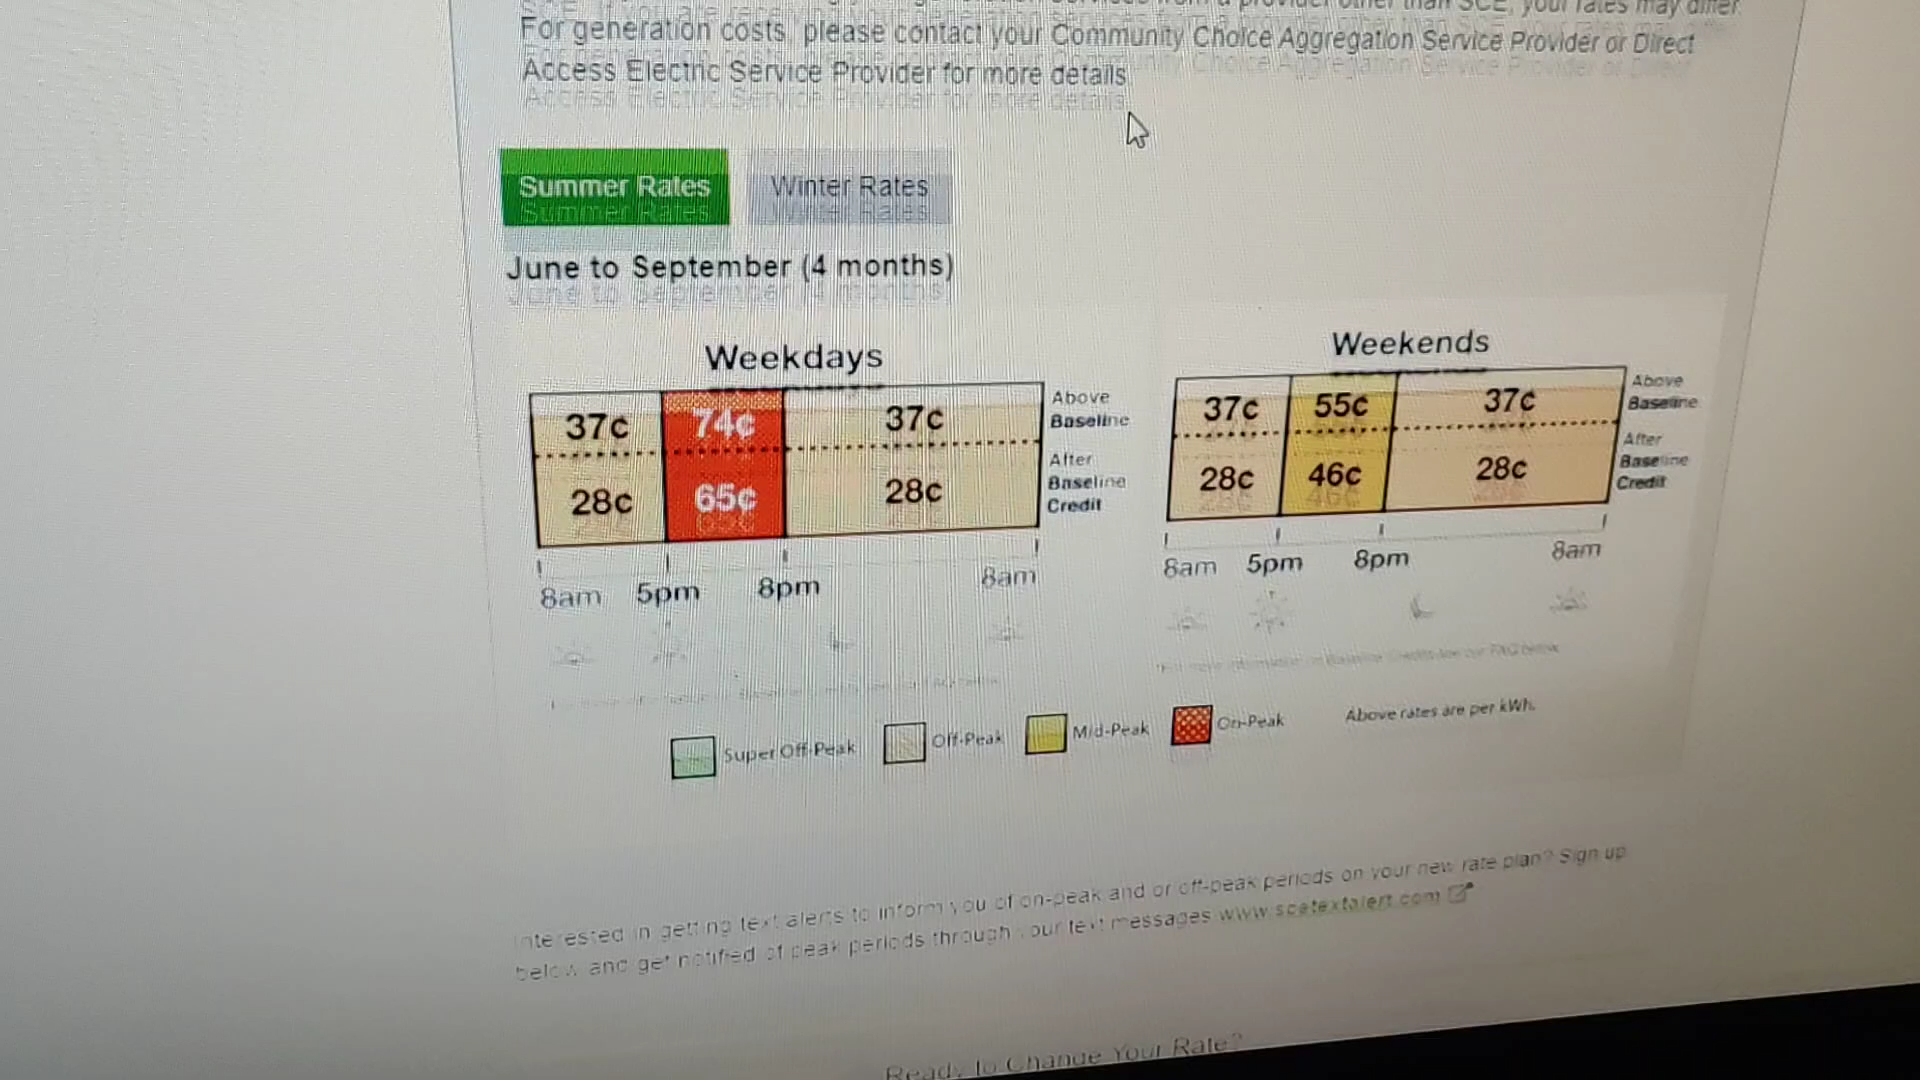 SCE, your rates may differ.
For generation costs, please contact your Community Choice Aggregation Service Provider or Direct
Access Electric Service Provider for more details.
Summer Rates
Winter Rates
June to September (4 months)
Weekdays
37¢ 74¢ 37¢
Above
Baseline
28¢ 65¢ 28¢
After
Baseline
Credit
8am 5pm 8pm 8am
Weekends
37¢ 55¢ 37¢
Above
Baseline
28¢ 46¢ 28¢
After
Baseline
Credit
8am 5pm 8pm 8am
Super Off-Peak
Off-Peak
Mid-Peak
On-Peak
Above rates are per kWh.
Interested in getting text alerts to inform you of on-peak and or off-peak periods on your new rate plan? Sign up
below and get notified of peak periods through our text messages www.scetextalert.com
Ready to Change Your Rate?